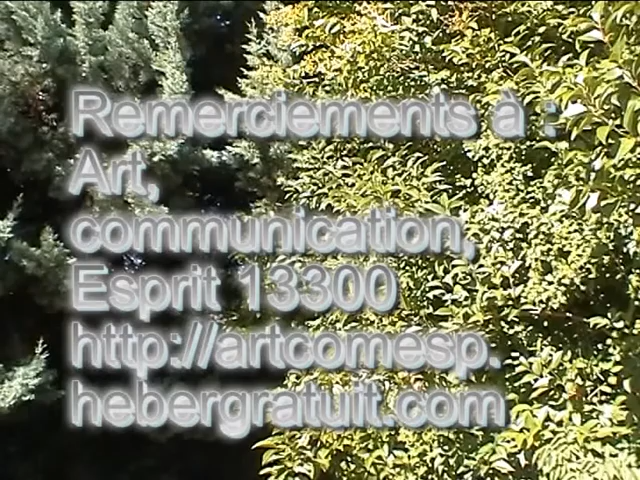 Remerciements à :
Art,
communication,
Esprit 13300
http://artcomesp.
hebergratuit.com